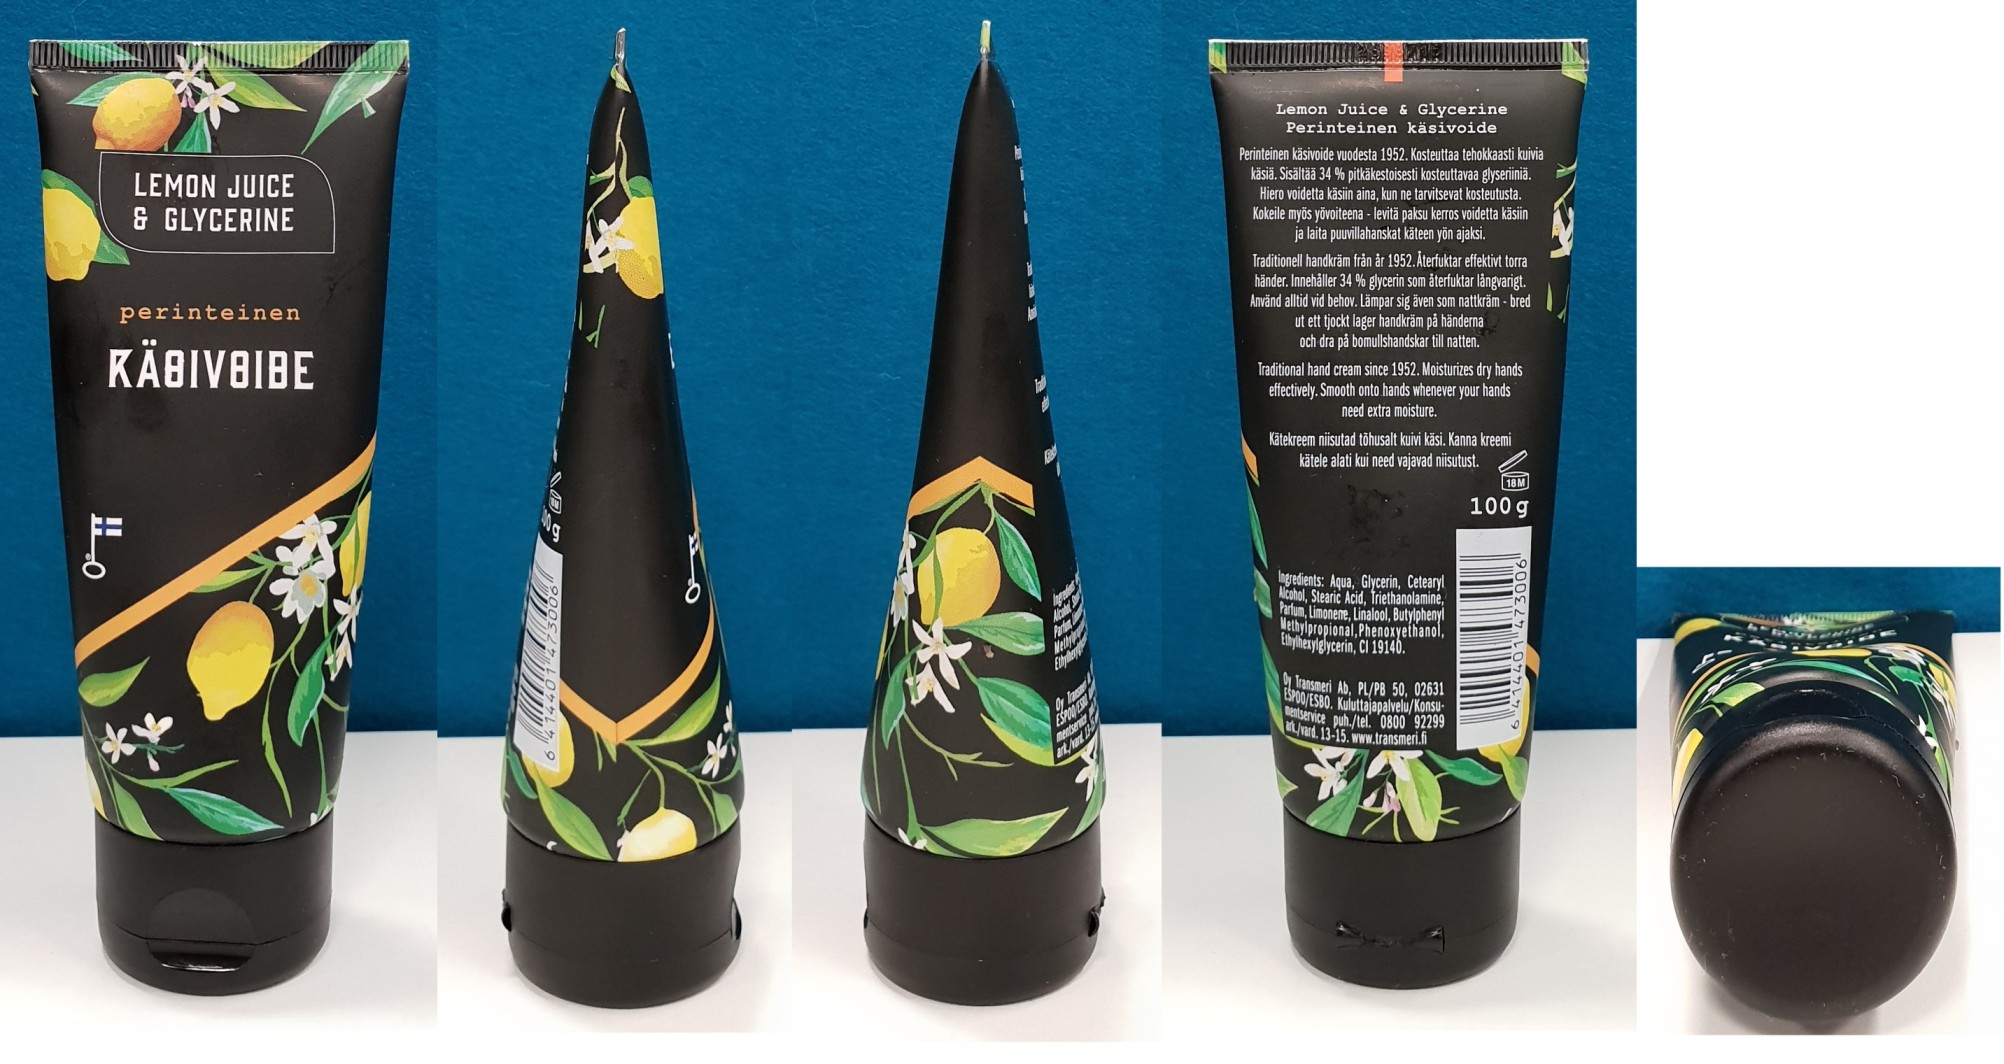 LEMON JUICE
& GLYCERINE
perinteinen
KÄSIVOIDE
100 g
6 414401 473006
Lemon Juice & Glycerine
Perinteinen käsivoide
Perinteinen käsivoide vuodesta 1952. Kosteuttaa tehokkaasti kuivia
käsiä. Sisältää 34 % pitkäkestoisesti kosteuttavaa glyseriiniä.
Hiero voidetta käsiin aina, kun ne tarvitsevat kosteutusta.
Kokeile myös yövoiteena - levitä paksu kerros voidetta käsiin
ja laita puuvillahanskat käteen yön ajaksi.
Traditionell handkräm från år 1952. Återfuktar effektivt torra
händer. Innehåller 34 % glycerin som återfuktar långvarigt.
Använd alltid vid behov. Lämpar sig även som nattkräm - bred
ut ett tjockt lager handkräm på händerna
och dra på bomullshandskar till natten.
Traditional hand cream since 1952. Moisturizes dry hands
effectively. Smooth onto hands whenever your hands
need extra moisture.
Kätekreem niisutad tõhusalt kuivi käsi. Kanna kreemi
kätele alati kui need vajavad niisutust.
18 M
100 g
Ingredients: Aqua, Glycerin, Cetearyl
Alcohol, Stearic Acid, Triethanolamine,
Parfum, Limonene, Linalool, Butylphenyl
Methylpropional, Phenoxyethanol,
Ethylhexylglycerin, CI 19140.
Oy Transmeri Ab, PL/PB 50, 02631
ESPOO/ESBO. Kuluttajapalvelu/Konsu-
mentservice puh./tel. 0800 92299
ark./vard. 13-15. www.transmeri.fi
6 414401 473006